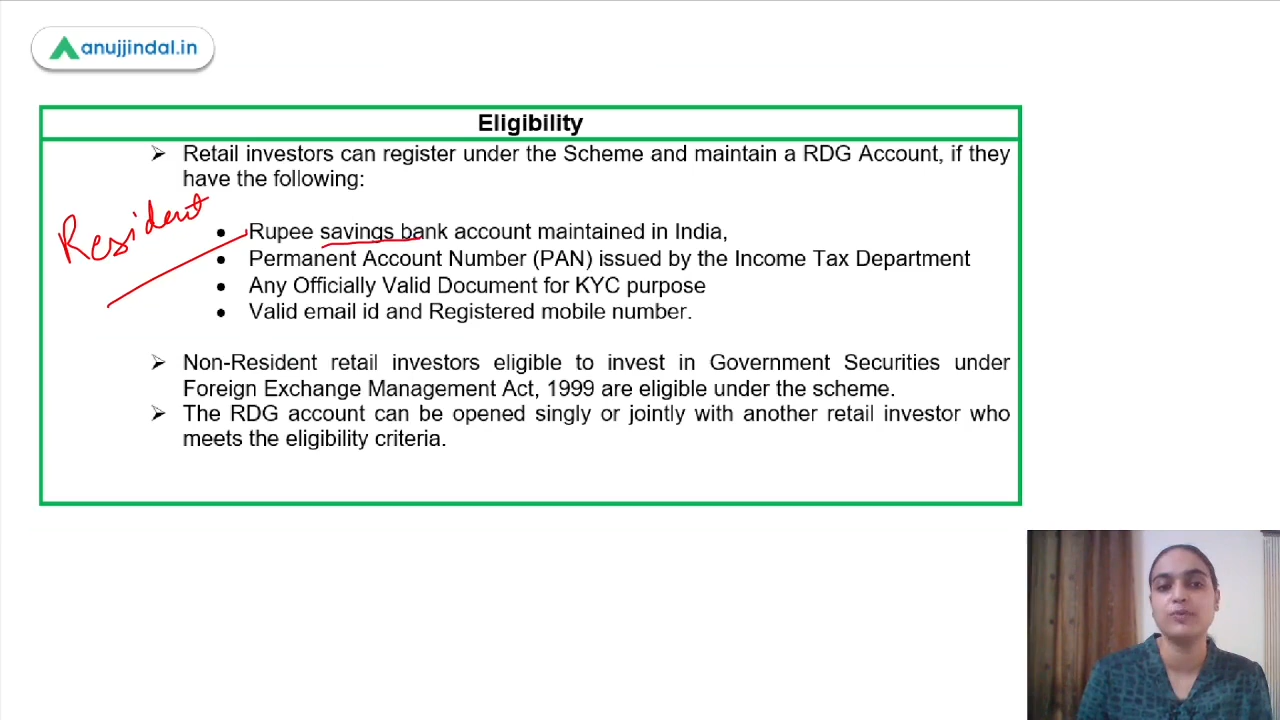 anujjindal.in
Eligibility
➢ Retail investors can register under the Scheme and maintain a RDG Account, if they
have the following:
Resident
• Rupee savings bank account maintained in India,
• Permanent Account Number (PAN) issued by the Income Tax Department
• Any Officially Valid Document for KYC purpose
• Valid email id and Registered mobile number.
➢ Non-Resident retail investors eligible to invest in Government Securities under
Foreign Exchange Management Act, 1999 are eligible under the scheme.
➢ The RDG account can be opened singly or jointly with another retail investor who
meets the eligibility criteria.